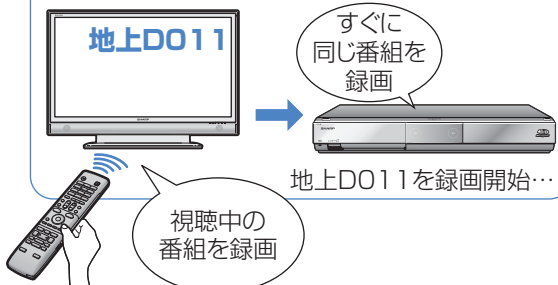 地上D011
すぐに
同じ番組を
録画
地上D011を録画開始…
視聴中の
番組を録画